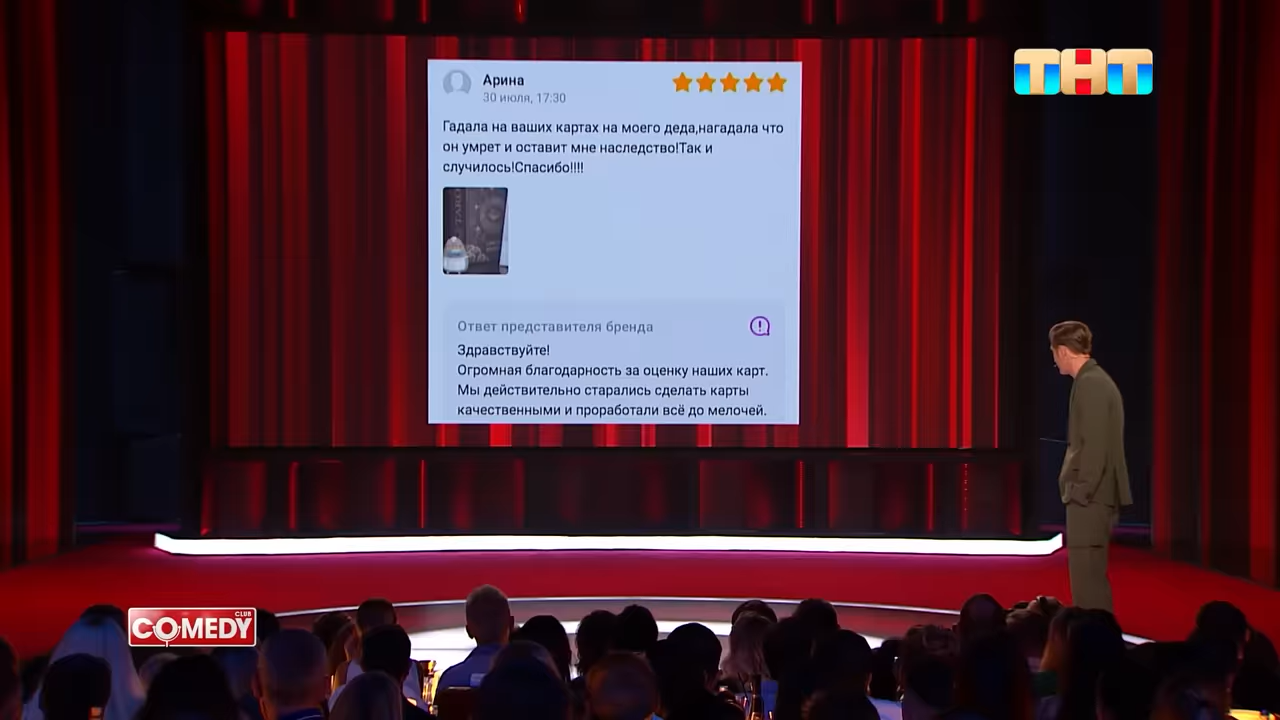 ТНТ
Арина
30 июля, 17:30
Гадала на ваших картах на моего деда,нагадала что
он умрет и оставит мне наследство!Так и
случилось!Спасибо!!!!
TARO
Ответ представителя бренда
Здравствуйте!
Огромная благодарность за оценку наших карт.
Мы действительно старались сделать карты
качественными и проработали всё до мелочей.
COMEDY
CLUB